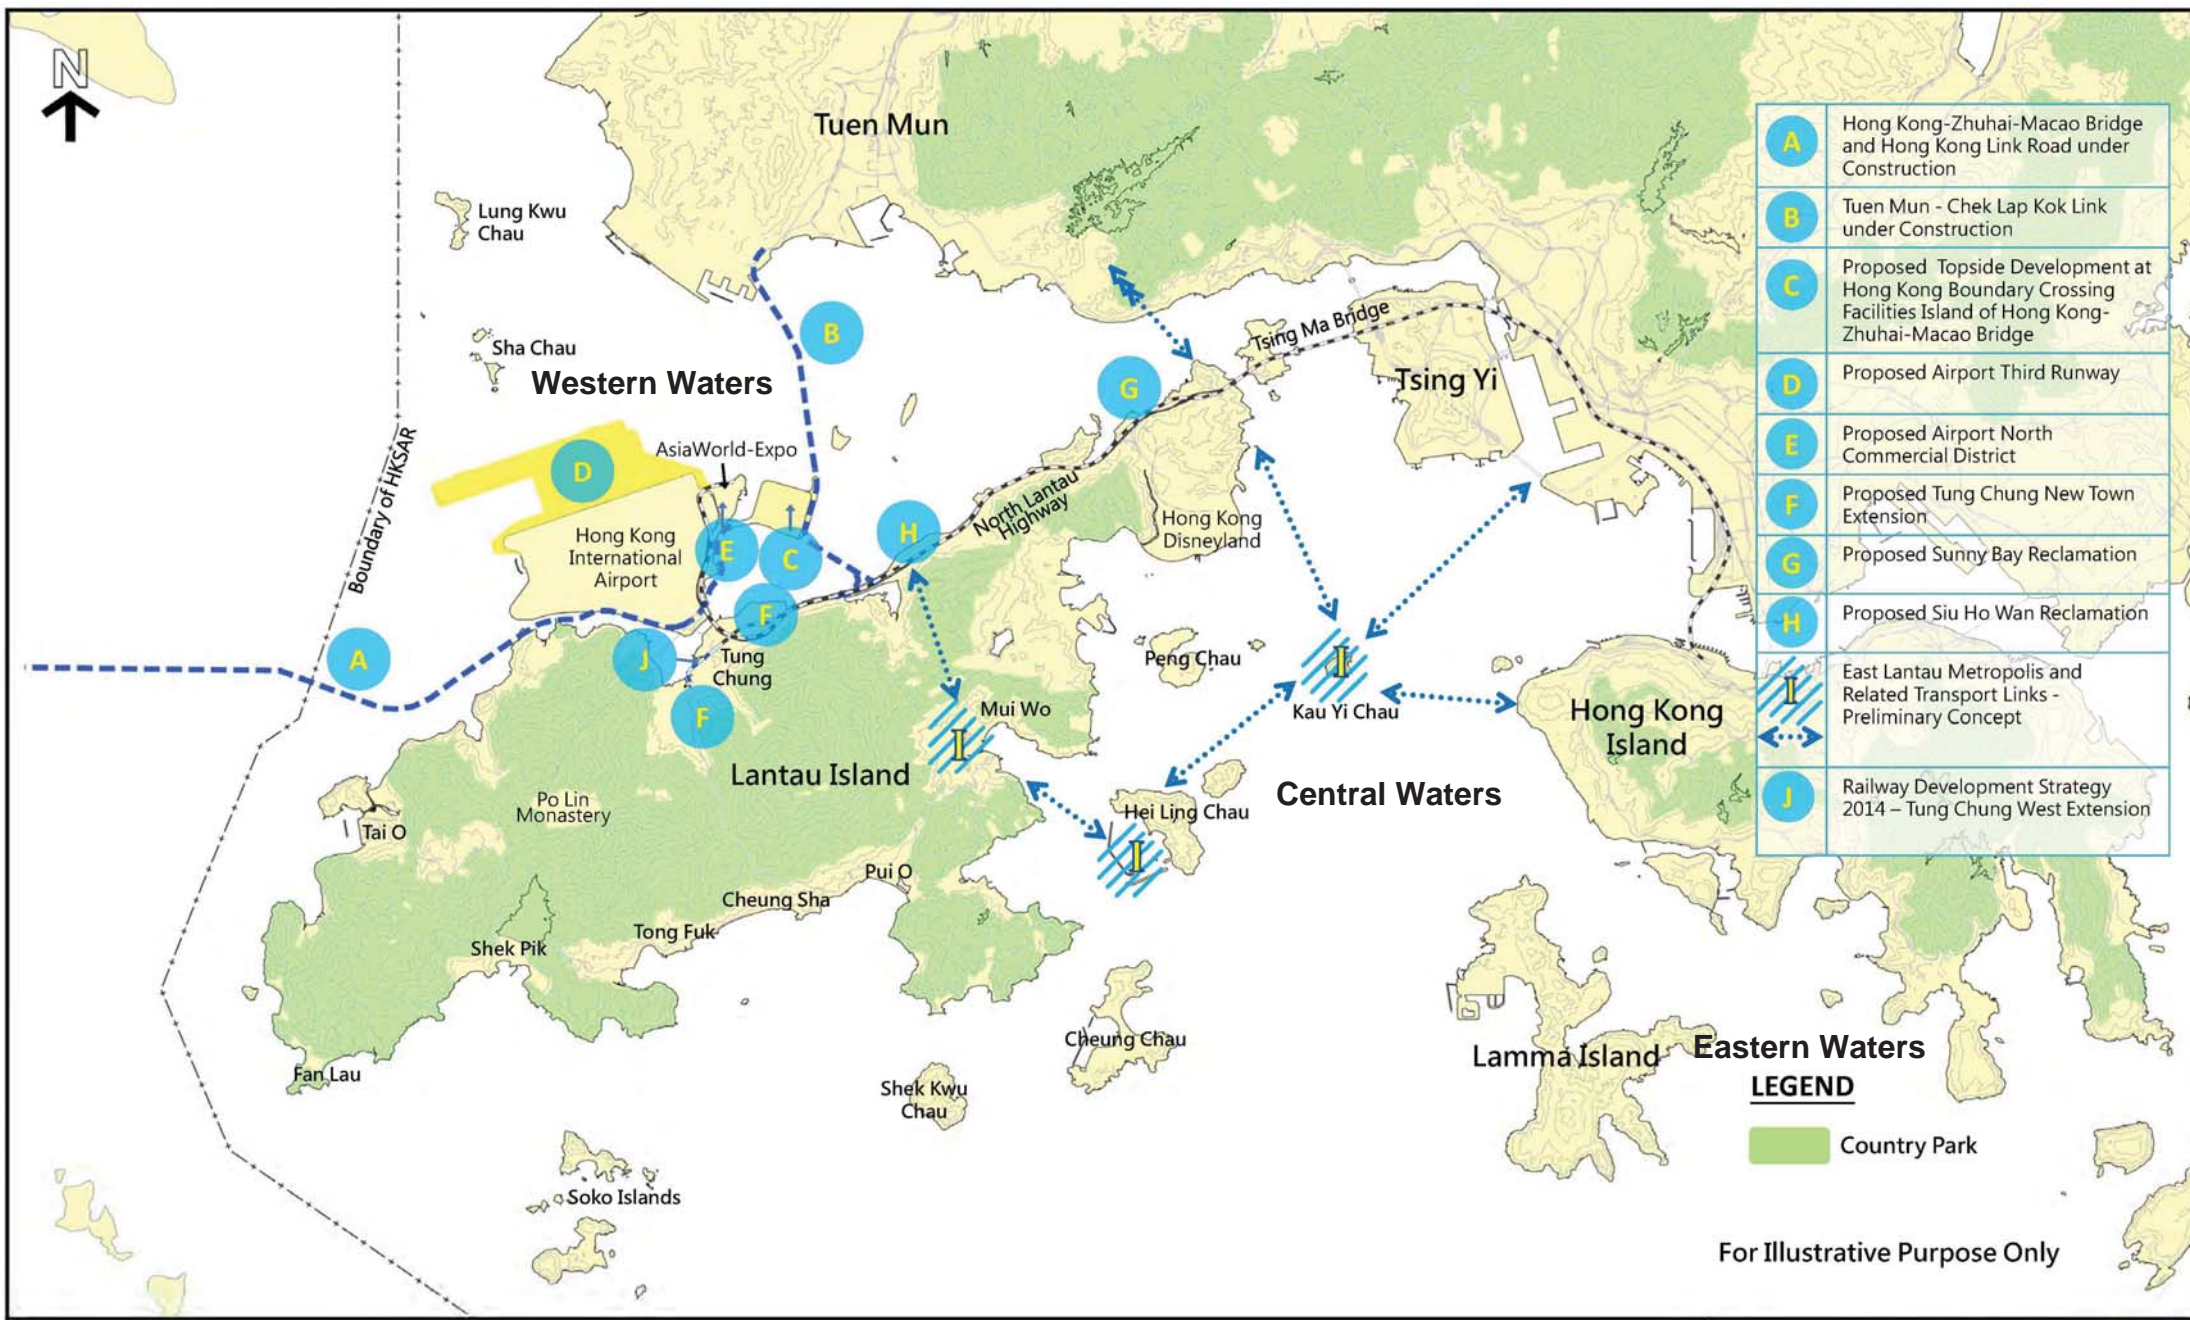 N
Tuen Mun
Lung Kwu
Chau
Sha Chau
Western Waters
B
Boundary of HKSAR
D
AsiaWorld-Expo
Hong Kong
International
Airport
E
C
H
North Lantau
Highway
G
Tsing Ma Bridge
Tsing Yi
Hong Kong
Disneyland
A
J
F
Tung
Chung
F
Peng Chau
I
Kau Yi Chau
Mui Wo
I
Lantau Island
Hong Kong
Island
Central Waters
Po Lin
Monastery
Tai O
Hei Ling Chau
I
Pui O
Cheung Sha
Tong Fuk
Shek Pik
Fan Lau
Cheung Chau
Shek Kwu
Chau
Lamma Island
Eastern Waters
Soko Islands
A
Hong Kong-Zhuhai-Macao Bridge
and Hong Kong Link Road under
Construction
B
Tuen Mun - Chek Lap Kok Link
under Construction
C
Proposed Topside Development at
Hong Kong Boundary Crossing
Facilities Island of Hong Kong-
Zhuhai-Macao Bridge
D
Proposed Airport Third Runway
E
Proposed Airport North
Commercial District
F
Proposed Tung Chung New Town
Extension
G
Proposed Sunny Bay Reclamation
H
Proposed Siu Ho Wan Reclamation
I
East Lantau Metropolis and
Related Transport Links -
Preliminary Concept
J
Railway Development Strategy
2014 – Tung Chung West Extension
LEGEND
Country Park
For Illustrative Purpose Only